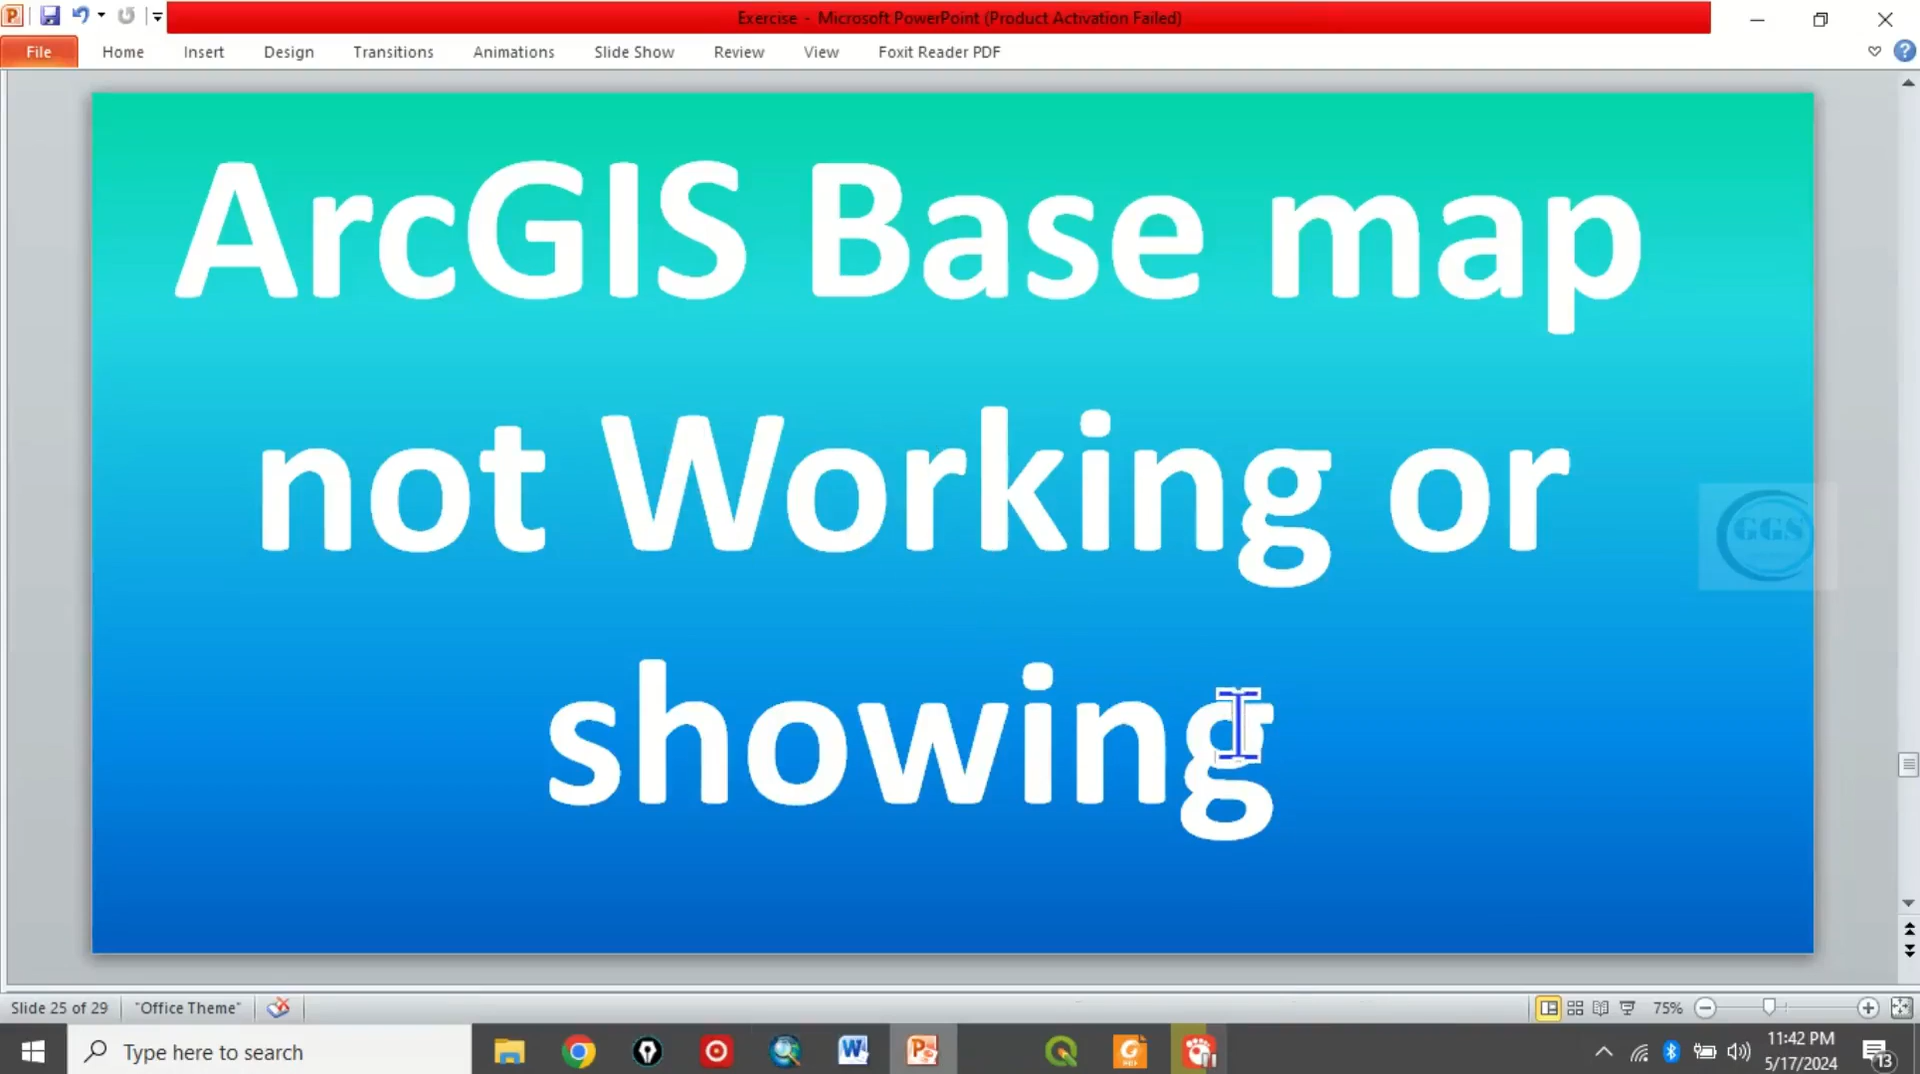 Exercise - Microsoft PowerPoint (Product Activation Failed)
File Home Insert Design Transitions Animations Slide Show Review View Foxit Reader PDF
ArcGIS Base map
not Working or
showing
GGS
Slide 25 of 29 "Office Theme" 75%
Type here to search
11:42 PM
5/17/2024
13